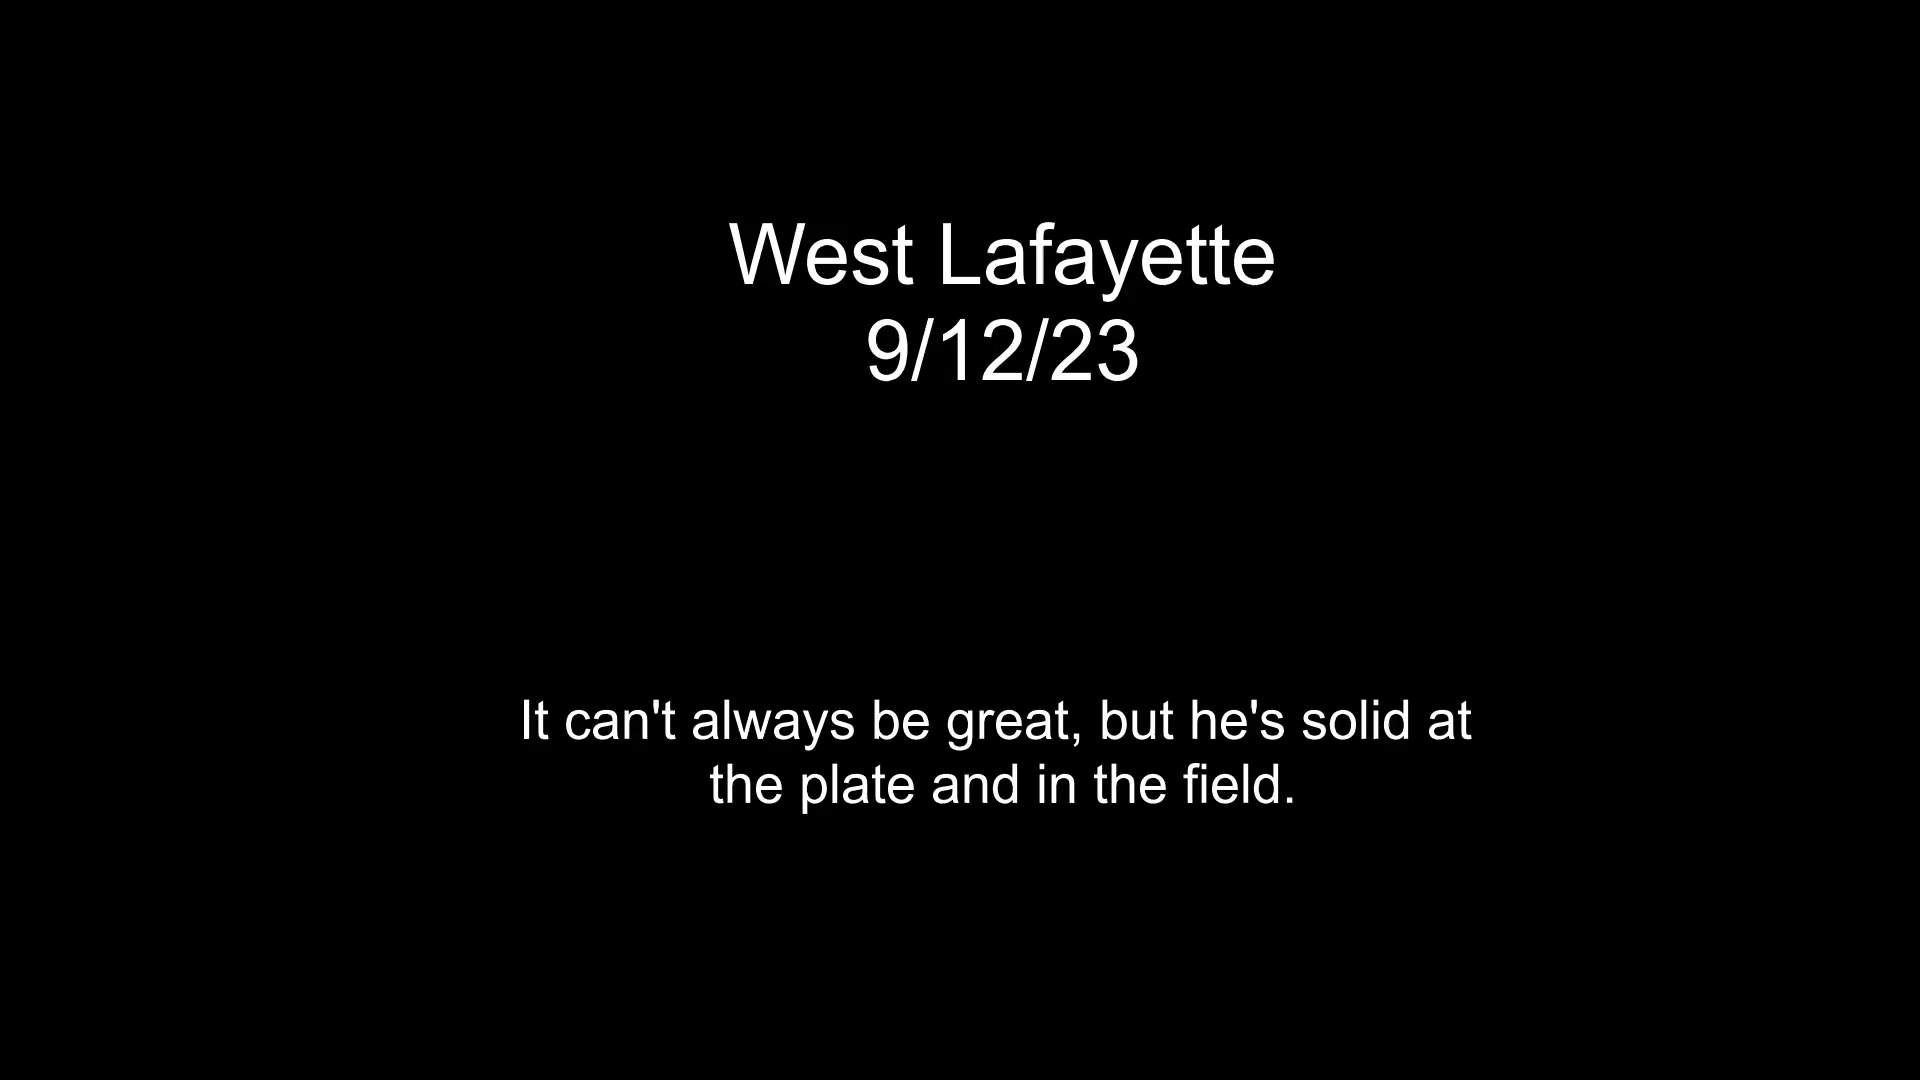 West Lafayette
9/12/23
It can't always be great, but he's solid at
the plate and in the field.